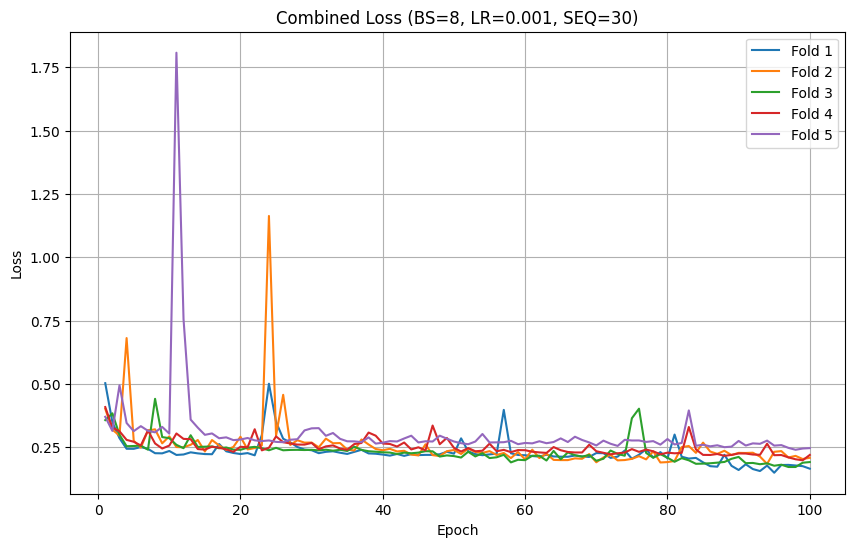 Combined Loss (BS=8, LR=0.001, SEQ=30)
Fold 1
Fold 2
Fold 3
Fold 4
Fold 5
1.75
1.50
1.25
1.00
0.75
0.50
0.25
Loss
0 20 40 60 80 100
Epoch